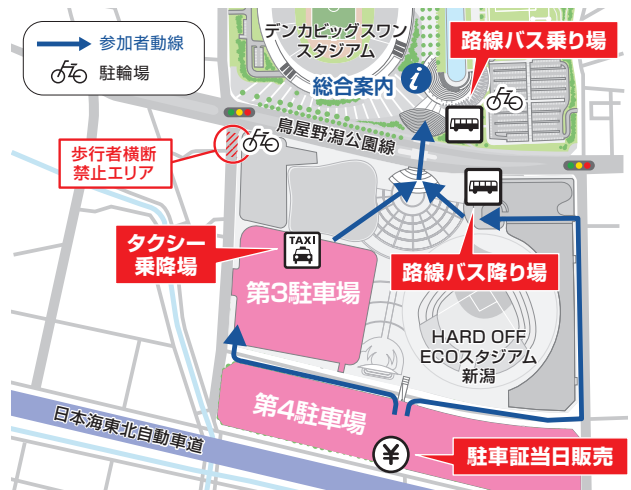 参加者動線
駐輪場
デンカビッグスワン
スタジアム
路線バス乗り場
総合案内
i
鳥屋野潟公園線
歩行者横断
禁止エリア
タクシー
乗降場
TAXI
路線バス降り場
第3駐車場
HARD OFF
ECOスタジアム
新潟
第4駐車場
日本海東北自動車道
¥
駐車証当日販売